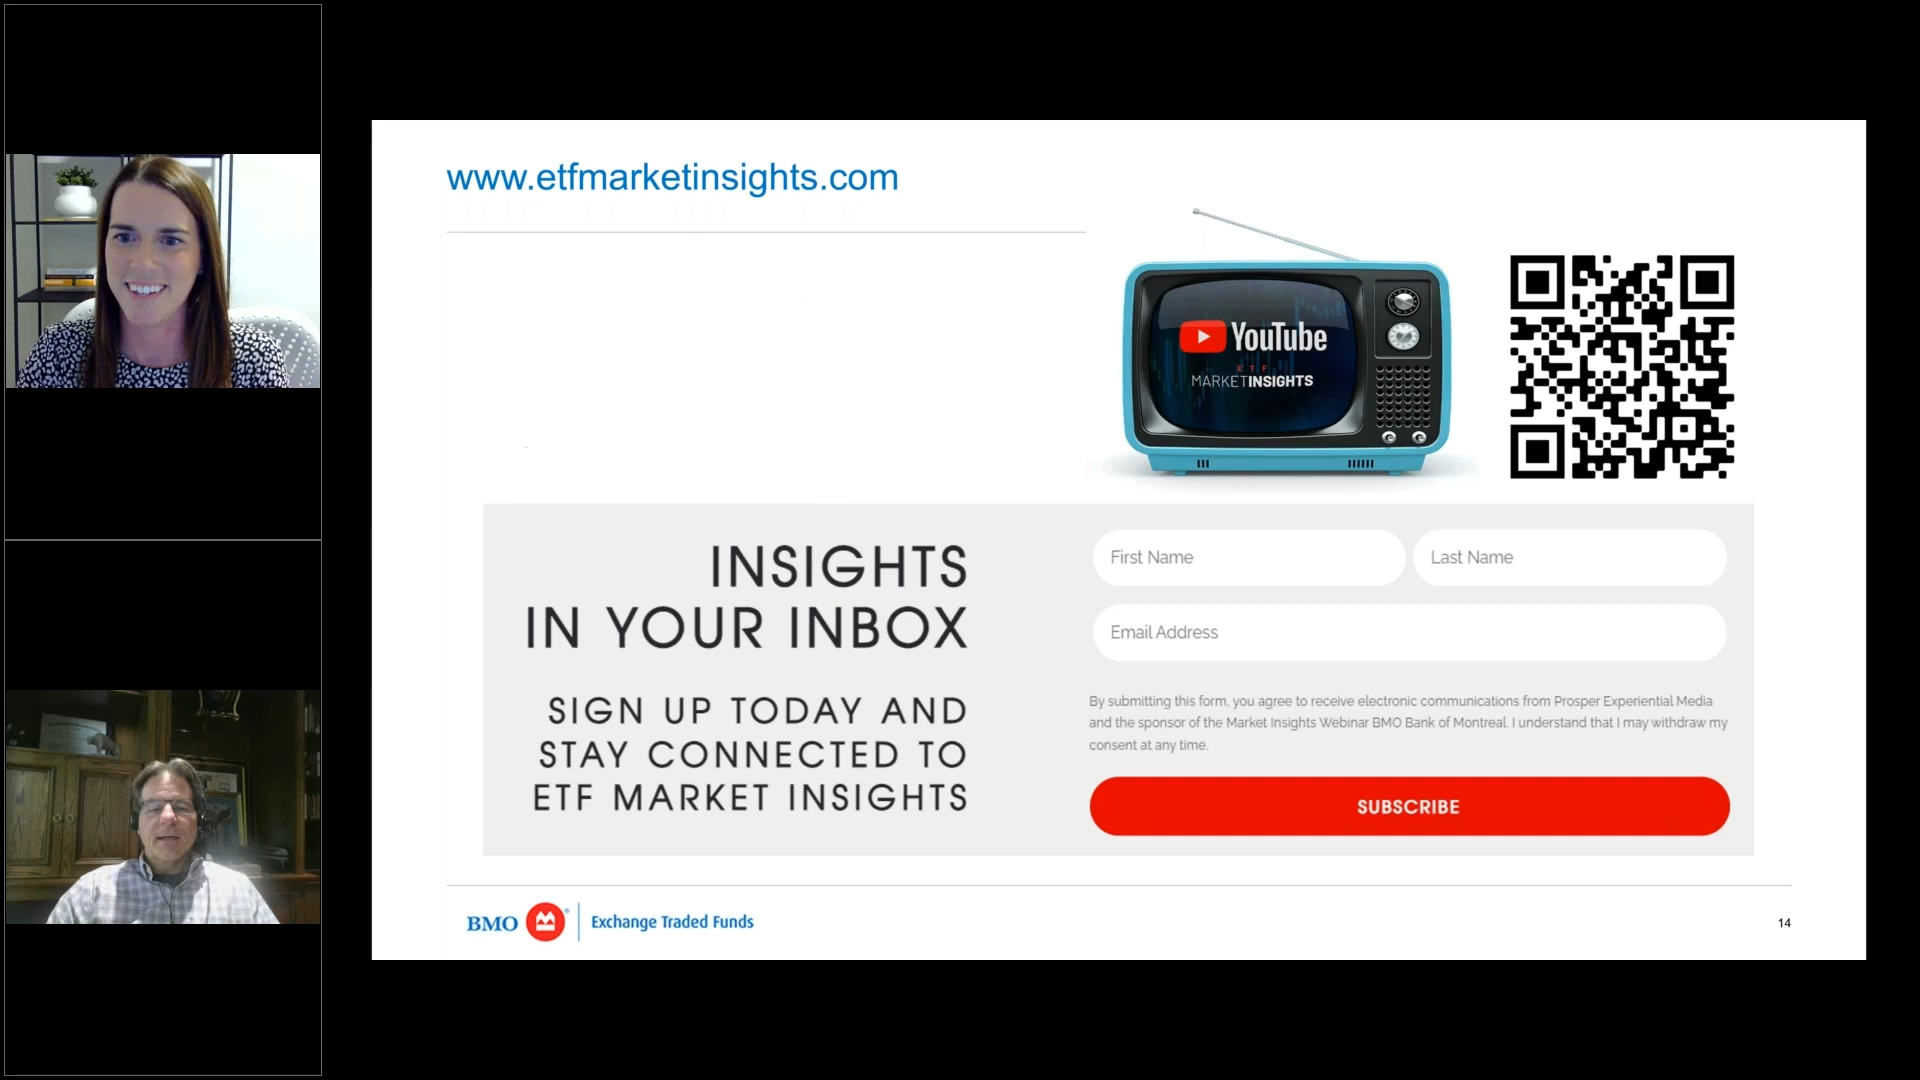 www.etfmarketinsights.com
YouTube
ETF
MARKETINSIGHTS
INSIGHTS
IN YOUR INBOX
SIGN UP TODAY AND
STAY CONNECTED TO
ETF MARKET INSIGHTS
First Name
Last Name
Email Address
By submitting this form, you agree to receive electronic communications from Prosper Experiential Media
and the sponsor of the Market Insights Webinar BMO Bank of Montreal. I understand that I may withdraw my
consent at any time.
SUBSCRIBE
BMO
Exchange Traded Funds
14